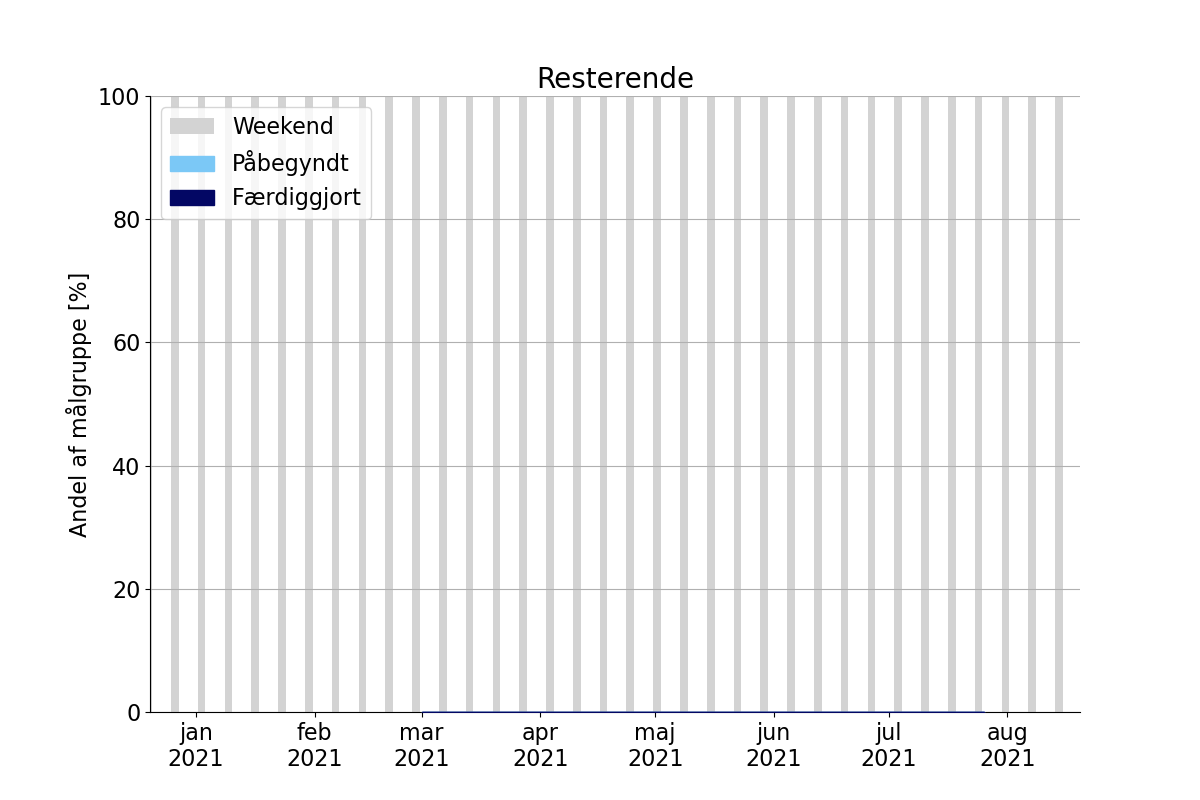 Resterende
100
80
60
40
20
0
Andel af målgruppe [%]
Weekend
Påbegyndt
Færdiggjort
jan
2021
feb
2021
mar
2021
apr
2021
maj
2021
jun
2021
jul
2021
aug
2021